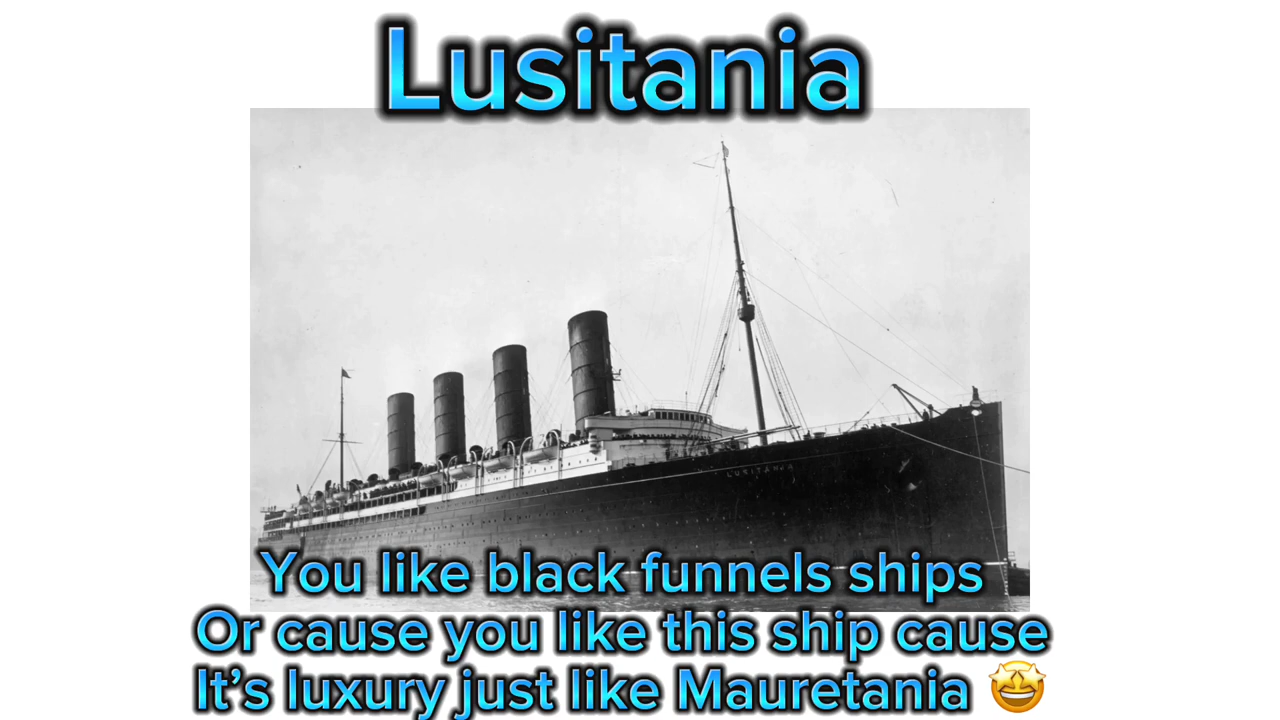 Lusitania
LUSITANIA
You like black funnels ships
Or cause you like this ship cause
It’s luxury just like Mauretania 🤩